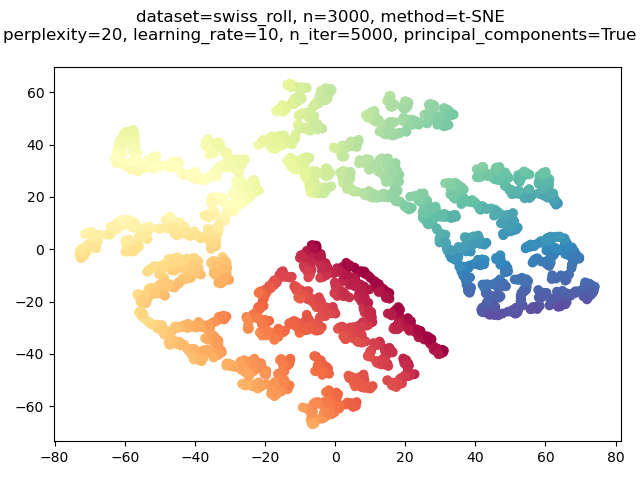 dataset=swiss_roll, n=3000, method=t-SNE
perplexity=20, learning_rate=10, n_iter=5000, principal_components=True
60
40
20
0
−20
−40
−60
−80 −60 −40 −20 0 20 40 60 80